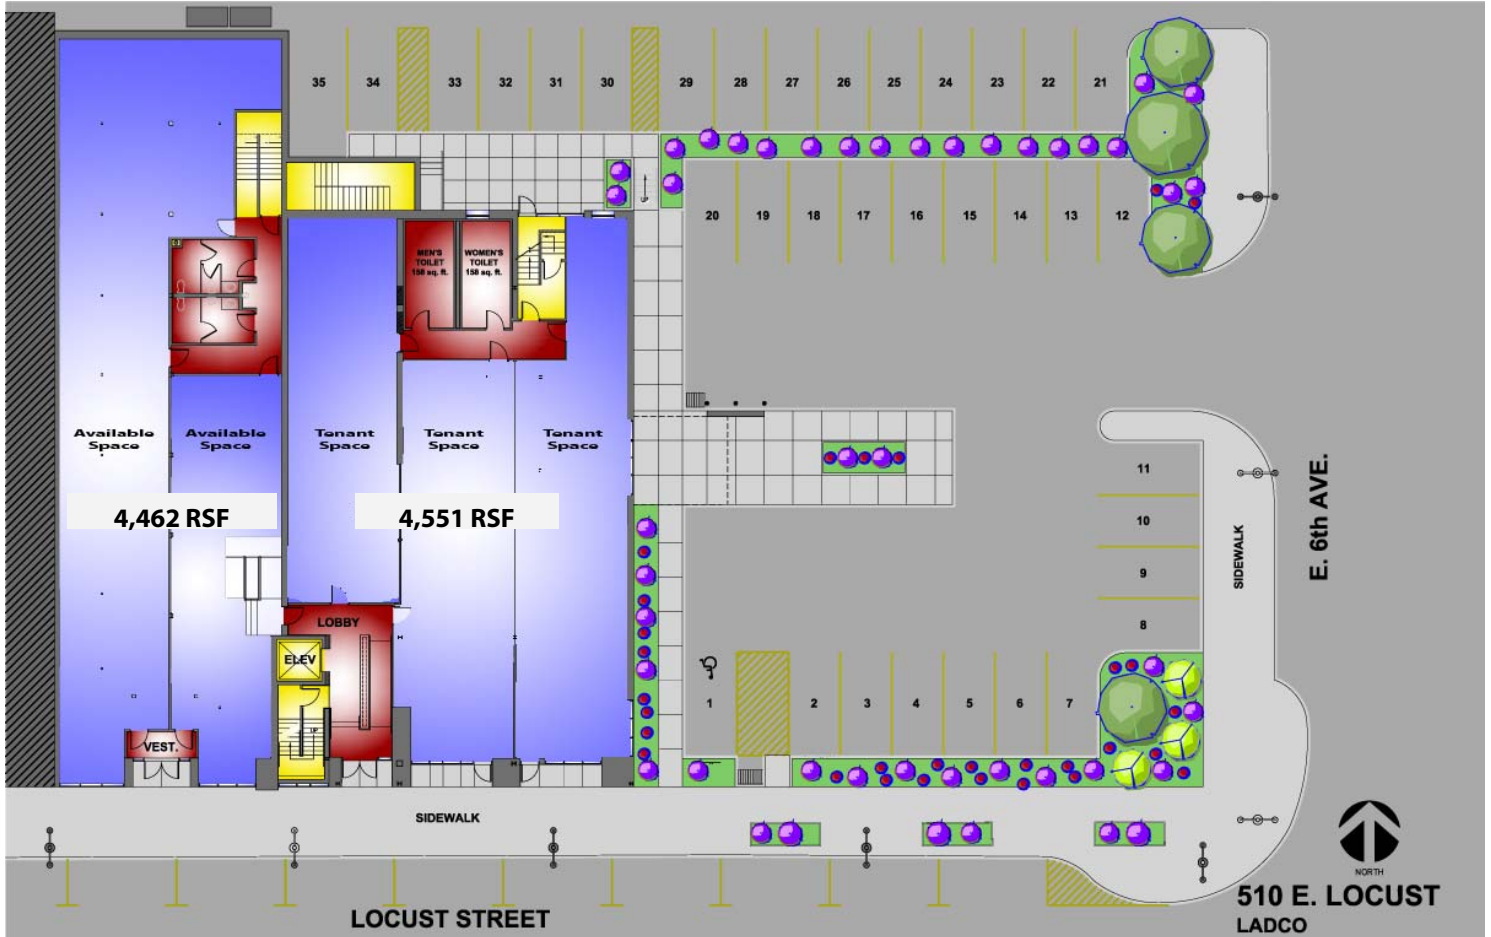 35
34
33
32
31
30
29
28
27
26
25
24
23
22
21
20
19
18
17
16
15
14
13
12
MEN'S
TOILET
158 sq. ft.
WOMEN'S
TOILET
158 sq. ft.
Available
Space
Available
Space
Tenant
Space
Tenant
Space
Tenant
Space
4,462 RSF
4,551 RSF
11
10
9
8
SIDEWALK
E. 6th AVE.
LOBBY
ELEV
UP
VEST.
1
2
3
4
5
6
7
SIDEWALK
NORTH
LOCUST STREET
510 E. LOCUST
LADCO